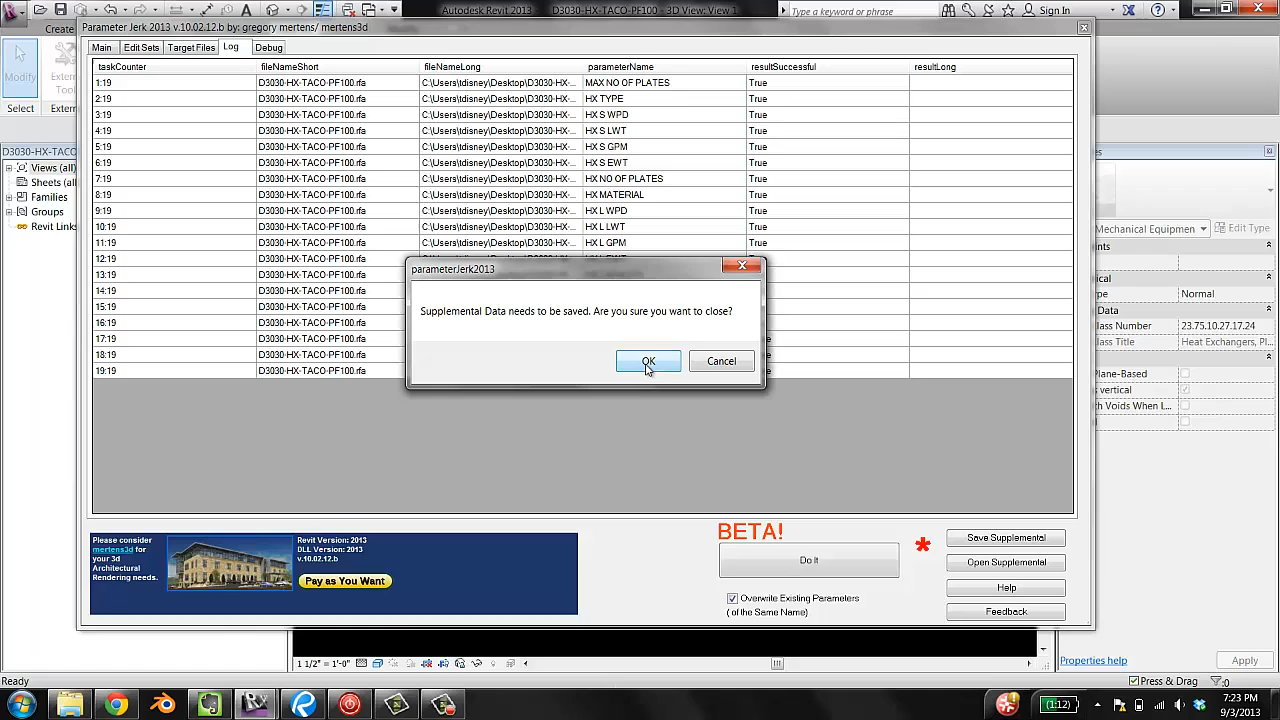 Autodesk Revit 2013 -    D3030-HX-TACO-PF100.rfa - 3D View: View 1
Type a keyword or phrase
Sign In
Parameter Jerk 2013 v.10.02.12.b by: gregory mertens/ mertens3d
Create
Main
Edit Sets
Target Files
Log
Debug
Modify
Select
taskCounter fileNameShort fileNameLong parameterName resultSuccessful resultLong
1:19 D3030-HX-TACO-PF100.rfa C:\Users\tdisney\Desktop\D3030-HX-... MAX NO OF PLATES True
2:19 D3030-HX-TACO-PF100.rfa C:\Users\tdisney\Desktop\D3030-HX-... HX TYPE True
3:19 D3030-HX-TACO-PF100.rfa C:\Users\tdisney\Desktop\D3030-HX-... HX S WPD True
4:19 D3030-HX-TACO-PF100.rfa C:\Users\tdisney\Desktop\D3030-HX-... HX S LWT True
5:19 D3030-HX-TACO-PF100.rfa C:\Users\tdisney\Desktop\D3030-HX-... HX S GPM True
6:19 D3030-HX-TACO-PF100.rfa C:\Users\tdisney\Desktop\D3030-HX-... HX S EWT True
7:19 D3030-HX-TACO-PF100.rfa C:\Users\tdisney\Desktop\D3030-HX-... HX NO OF PLATES True
8:19 D3030-HX-TACO-PF100.rfa C:\Users\tdisney\Desktop\D3030-HX-... HX MATERIAL True
9:19 D3030-HX-TACO-PF100.rfa C:\Users\tdisney\Desktop\D3030-HX-... HX L WPD True
10:19 D3030-HX-TACO-PF100.rfa C:\Users\tdisney\Desktop\D3030-HX-... HX L LWT True
11:19 D3030-HX-TACO-PF100.rfa C:\Users\tdisney\Desktop\D3030-HX-... HX L GPM True
12:19 D3030-HX-TACO-PF100.rfa
13:19 D3030-HX-TACO-PF100.rfa
14:19 D3030-HX-TACO-PF100.rfa
15:19 D3030-HX-TACO-PF100.rfa
16:19 D3030-HX-TACO-PF100.rfa
17:19 D3030-HX-TACO-PF100.rfa
18:19 D3030-HX-TACO-PF100.rfa
19:19 D3030-HX-TACO-PF100.rfa
D3030-HX-TACO
Views (all)
Sheets (all
Families
Groups
Revit Links
parameterJerk2013
Supplemental Data needs to be saved. Are you sure you want to close?
OK
Cancel
Mechanical Equipmen
Edit Type
Normal
Data
23.75.10.27.17.24
Heat Exchangers, Pl...
Please consider
mertens3d for
your 3d
Architectural
Rendering needs.
Revit Version: 2013
DLL Version: 2013
v.10.02.12.b
Pay as You Want
BETA!
Do It
Overwrite Existing Parameters
( of the Same Name)
*
Save Supplemental
Open Supplemental
Help
Feedback
1 1/2" = 1'-0"
Properties help
Apply
Ready
Press & Drag
:0
(1:12)
7:23 PM
9/3/2013